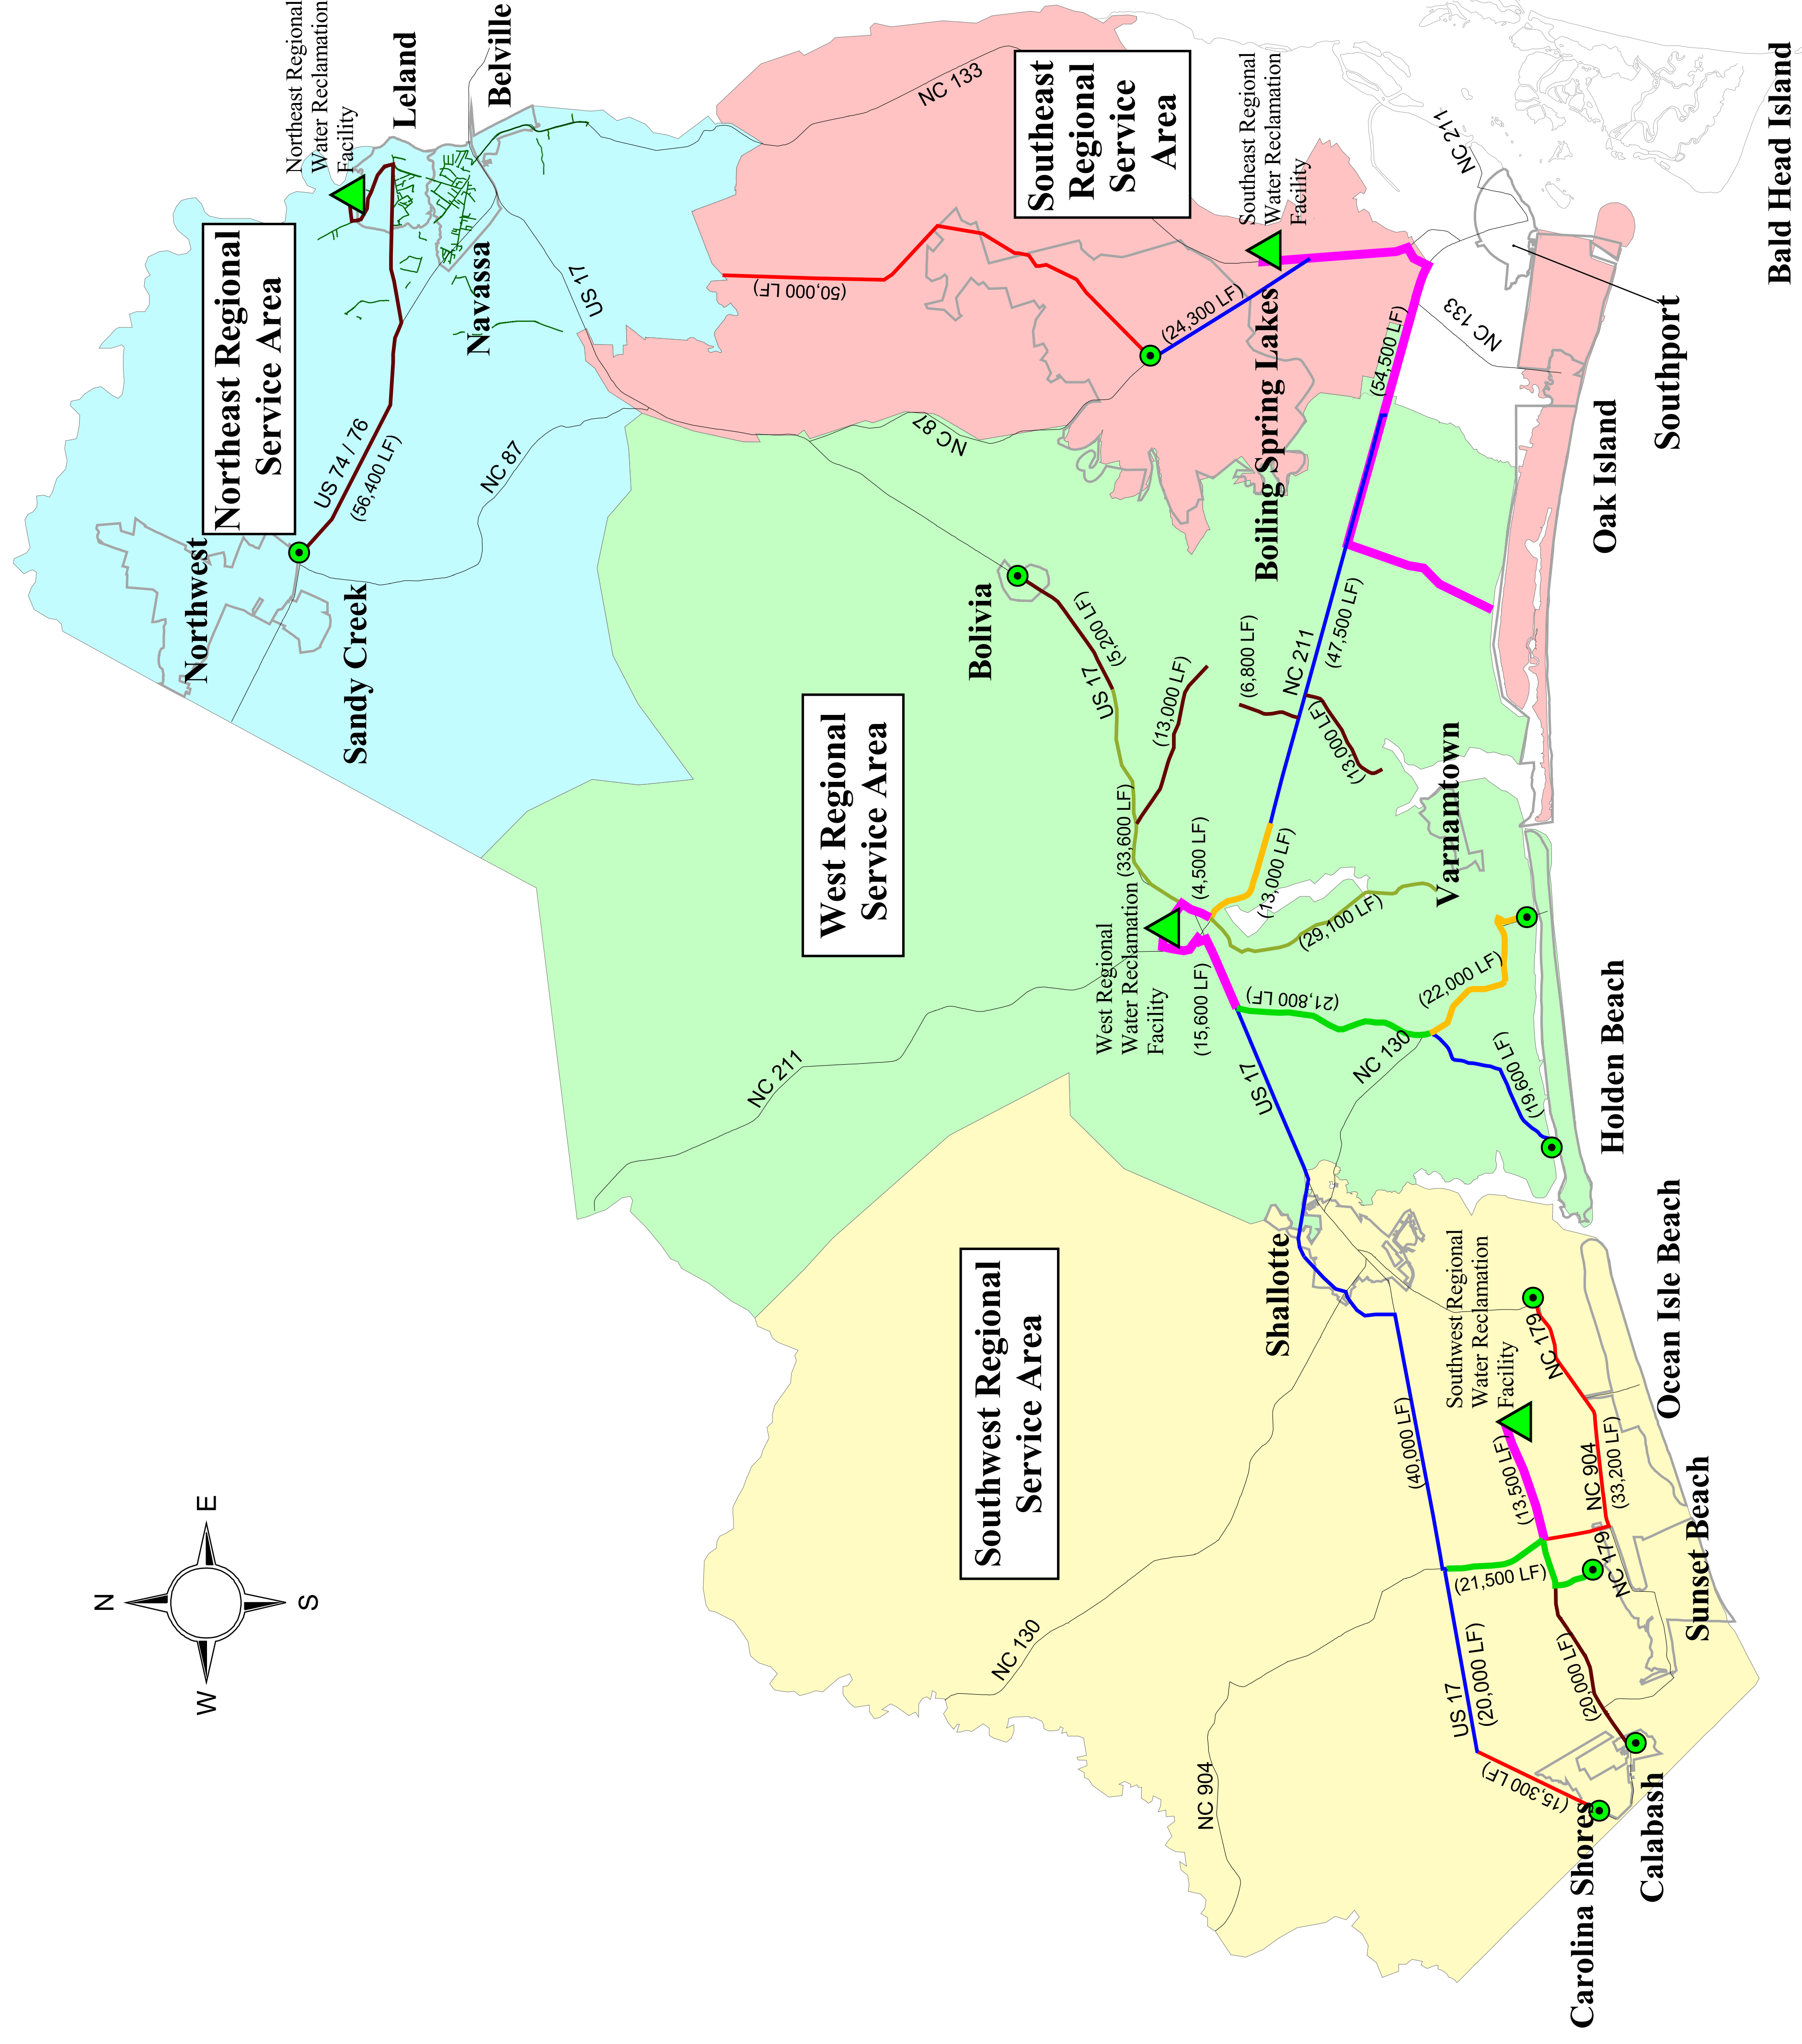 N
W
E
S
Northeast Regional
Water Reclamation
Facility
Leland
Belville
Navassa
Northeast Regional
Service Area
US 74 / 76
(56,400 LF)
US 17
NC 87
Northwest
Sandy Creek
NC 133
Southeast
Regional
Service
Area
Southeast Regional
Water Reclamation
Facility
(50,000 LF)
(24,300 LF)
Boiling Spring Lakes
NC 87
(54,500 LF)
NC 133
NC 211
Southport
Bald Head Island
Oak Island
Bolivia
(5,200 LF)
US 17
(13,000 LF)
(6,800 LF)
NC 211
(47,500 LF)
(13,000 LF)
West Regional
Service Area
(33,600 LF)
(4,500 LF)
(13,000 LF)
West Regional
Water Reclamation
Facility
(15,600 LF)
(29,100 LF)
Varnamtown
(21,800 LF)
(22,000 LF)
NC 130
(19,600 LF)
Holden Beach
NC 211
US 17
Shallotte
Southwest Regional
Service Area
Southwest Regional
Water Reclamation
Facility
Ocean Isle Beach
NC 179
NC 904
(33,200 LF)
(13,500 LF)
(40,000 LF)
(21,500 LF)
NC 179
Sunset Beach
NC 130
US 17
(20,000 LF)
(20,000 LF)
(15,300 LF)
NC 904
Carolina Shores
Calabash